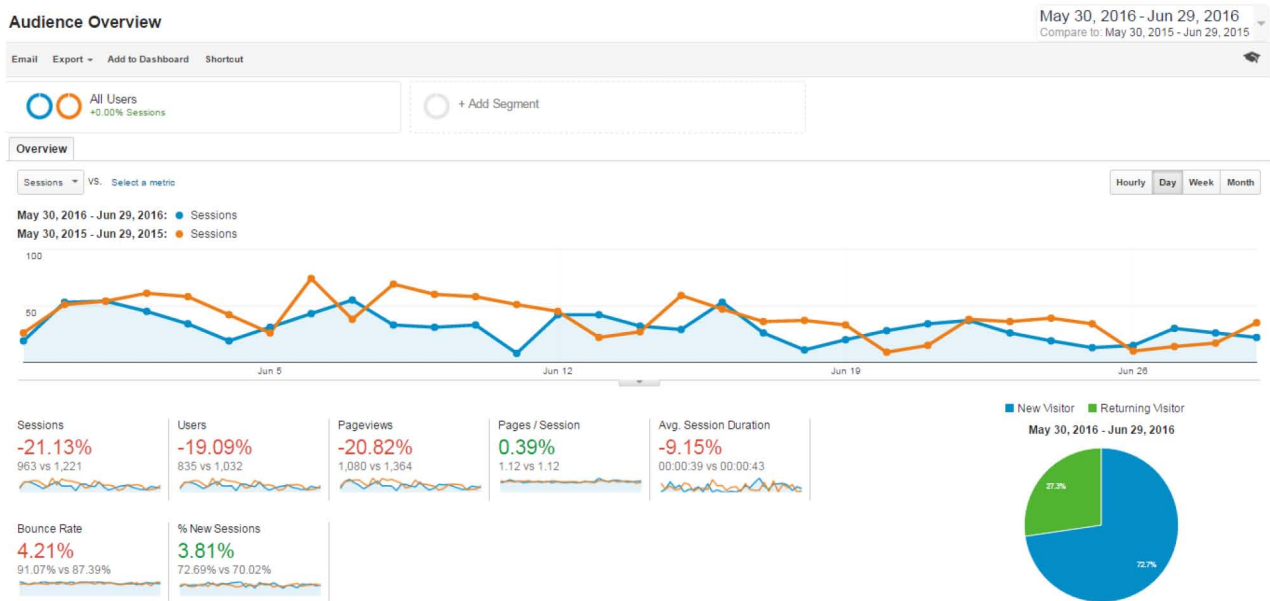 Audience Overview
May 30, 2016 - Jun 29, 2016
Compare to: May 30, 2015 - Jun 29, 2015
Email Export Add to Dashboard Shortcut
All Users
+0.00% Sessions
+ Add Segment
Overview
Sessions VS. Select a metric
Hourly Day Week Month
May 30, 2016 - Jun 29, 2016: Sessions
May 30, 2015 - Jun 29, 2015: Sessions
100
50
Jun 5 Jun 12 Jun 19 Jun 26
Sessions
-21.13%
963 vs 1,221
Users
-19.09%
835 vs 1,032
Pageviews
-20.82%
1,080 vs 1,364
Pages / Session
0.39%
1.12 vs 1.12
Avg. Session Duration
-9.15%
00:00:39 vs 00:00:43
Bounce Rate
4.21%
91.07% vs 87.39%
% New Sessions
3.81%
72.69% vs 70.02%
New Visitor Returning Visitor
May 30, 2016 - Jun 29, 2016
27.3%
72.7%